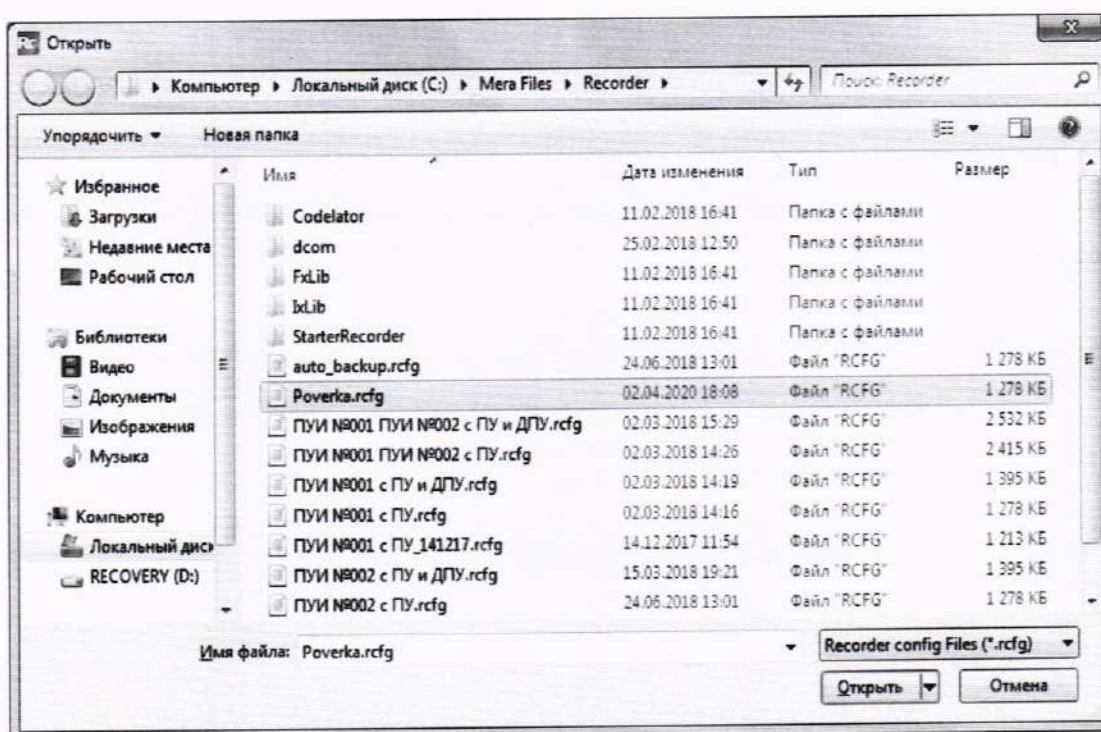 Открыть
Компьютер ▸ Локальный диск (C:) ▸ Mera Files ▸ Recorder ▸ Поиск: Recorder
Упорядочить Новая папка
Имя Дата изменения Тип Размер
Избранное
Загрузки
Недавние места
Рабочий стол
Библиотеки
Видео
Документы
Изображения
Музыка
Компьютер
Локальный диск
RECOVERY (D:)
Codelator 11.02.2018 16:41 Папка с файлами
dcom 25.02.2018 12:50 Папка с файлами
FxLib 11.02.2018 16:41 Папка с файлами
IxLib 11.02.2018 16:41 Папка с файлами
StarterRecorder 11.02.2018 16:41 Папка с файлами
auto_backup.rcfg 24.06.2018 13:01 Файл "RCFG" 1 278 КБ
Poverka.rcfg 02.04.2020 18:08 Файл "RCFG" 1 278 КБ
ПУИ №001 ПУИ №002 с ПУ и ДПУ.rcfg 02.03.2018 15:29 Файл "RCFG" 2 532 КБ
ПУИ №001 ПУИ №002 с ПУ.rcfg 02.03.2018 14:26 Файл "RCFG" 2 415 КБ
ПУИ №001 с ПУ и ДПУ.rcfg 02.03.2018 14:19 Файл "RCFG" 1 395 КБ
ПУИ №001 с ПУ.rcfg 02.03.2018 14:16 Файл "RCFG" 1 278 КБ
ПУИ №001 с ПУ_141217.rcfg 14.12.2017 11:54 Файл "RCFG" 1 213 КБ
ПУИ №002 с ПУ и ДПУ.rcfg 15.03.2018 19:21 Файл "RCFG" 1 395 КБ
ПУИ №002 с ПУ.rcfg 24.06.2018 13:01 Файл "RCFG" 1 278 КБ
Имя файла: Poverka.rcfg Recorder config Files (*.rcfg)
Открыть Отмена